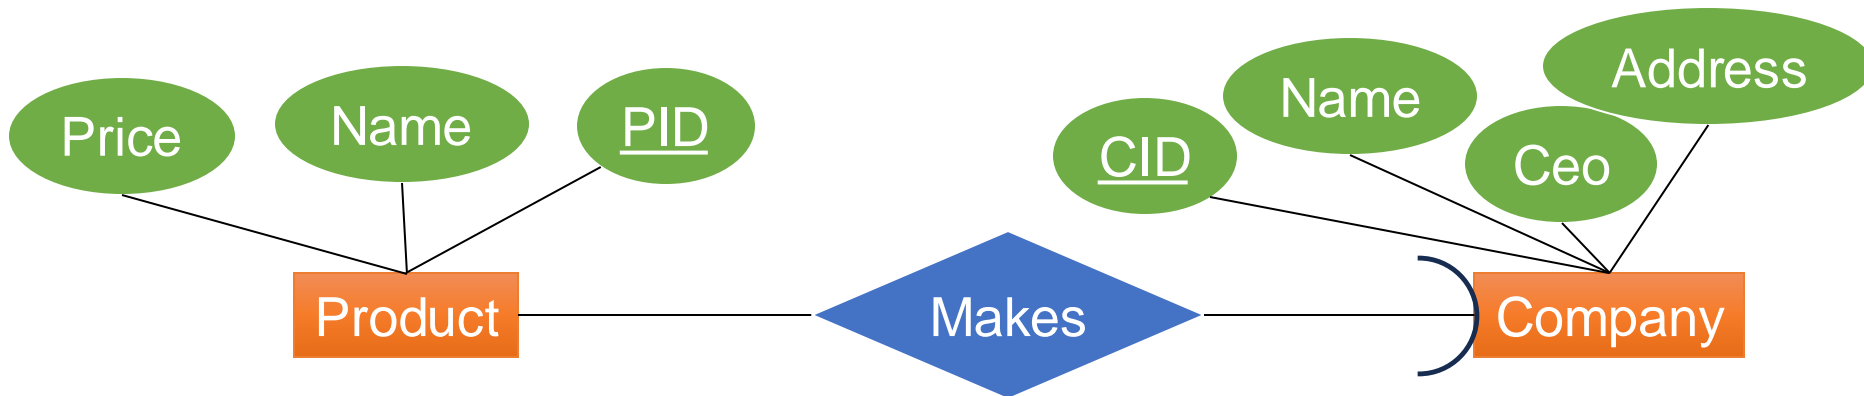 Price
Name
PID
CID
Name
Ceo
Address
Product
Makes
Company